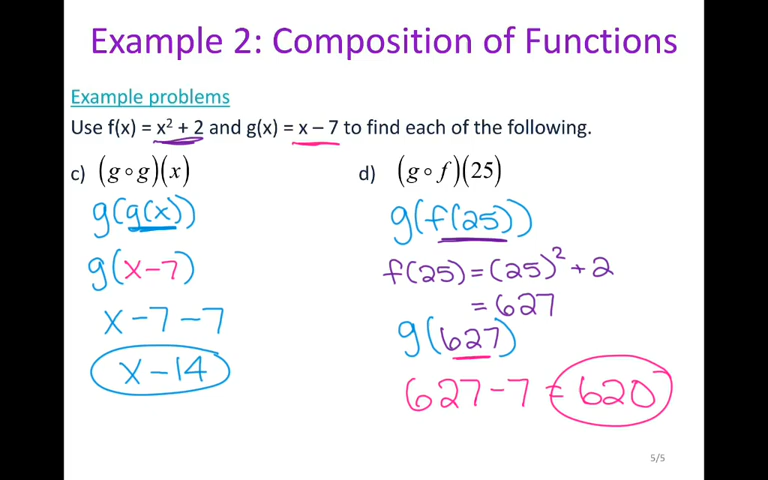 Example 2: Composition of Functions
Example problems
Use f(x) = x² + 2 and g(x) = x – 7 to find each of the following.
c) (g∘g)(x)
g(g(x))
g(x-7)
x-7-7
x-14
d) (g∘f)(25)
g(f(25))
f(25)=(25)²+2
=627
g(627)
627-7=620
5/5